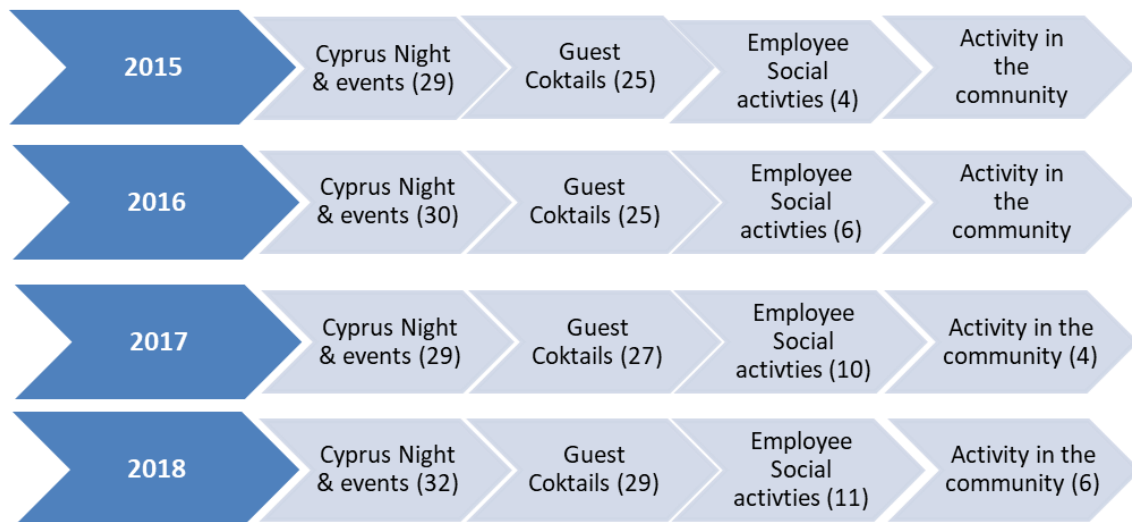 2015
Cyprus Night
& events (29)
Guest
Coktails (25)
Employee
Social
activties (4)
Activity in
the
comnunity
2016
Cyprus Night
& events (30)
Guest
Coktails (25)
Employee
Social
activties (6)
Activity in
the
community
2017
Cyprus Night
& events (29)
Guest
Coktails (27)
Employee
Social
activties (10)
Activity in the
community (4)
2018
Cyprus Night
& events (32)
Guest
Coktails (29)
Employee
Social
activties (11)
Activity in the
community (6)